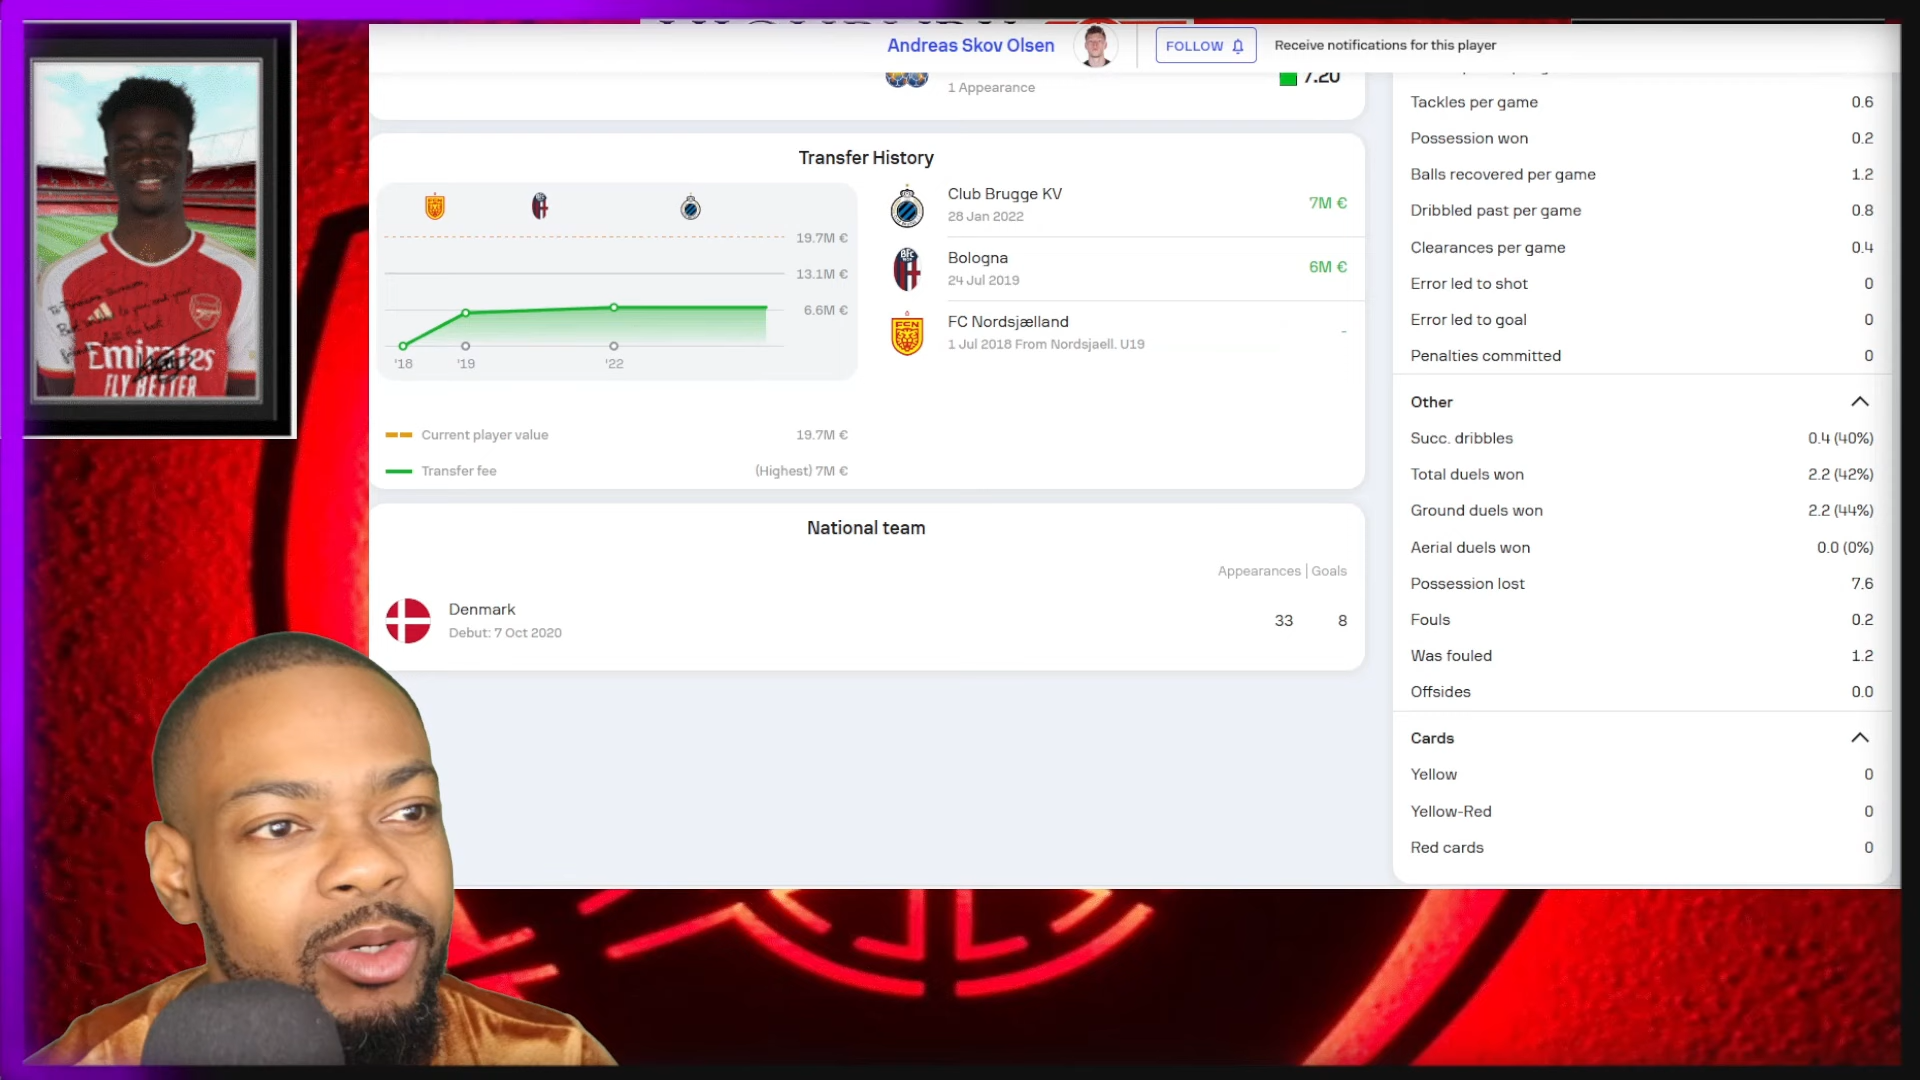 Andreas Skov Olsen
FOLLOW
Receive notifications for this player
1 Appearance
7.20
Transfer History
19.7M €
13.1M €
6.6M €
'18
'19
'22
Current player value
19.7M €
Transfer fee
(Highest) 7M €
Club Brugge KV
7M €
28 Jan 2022
Bologna
6M €
24 Jul 2019
FC Nordsjælland
-
1 Jul 2018 From Nordsjaell. U19
National team
Appearances | Goals
Denmark
33
8
Debut: 7 Oct 2020
Tackles per game
0.6
Possession won
0.2
Balls recovered per game
1.2
Dribbled past per game
0.8
Clearances per game
0.4
Error led to shot
0
Error led to goal
0
Penalties committed
0
Other
Succ. dribbles
0.4 (40%)
Total duels won
2.2 (42%)
Ground duels won
2.2 (44%)
Aerial duels won
0.0 (0%)
Possession lost
7.6
Fouls
0.2
Was fouled
1.2
Offsides
0.0
Cards
Yellow
0
Yellow-Red
0
Red cards
0
Emirates
FLY BETTER
FCN
BFC